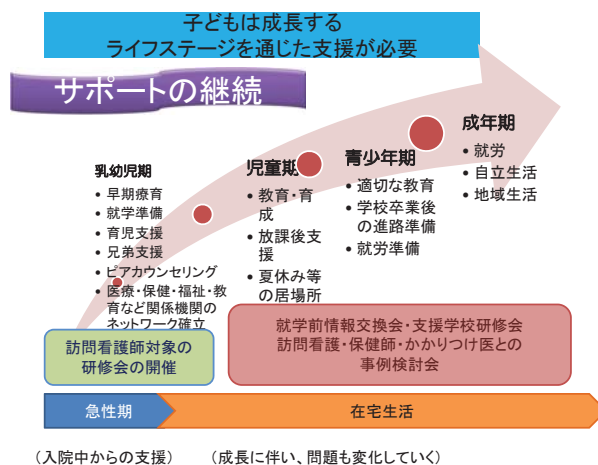 子どもは成長する
ライフステージを通じた支援が必要
サポートの継続
乳幼児期
• 早期療育
• 就学準備
• 育児支援
• 兄弟支援
• ピアカウンセリング
• 医療・保健・福祉・教
育など関係機関の
ネットワーク確立
児童期
• 教育・育
成
• 放課後支
援
• 夏休み等
の居場所
青少年期
• 適切な教育
• 学校卒業後
の進路準備
• 就労準備
成年期
• 就労
• 自立生活
• 地域生活
訪問看護師対象の
研修会の開催
就学前情報交換会・支援学校研修会
訪問看護・保健師・かかりつけ医との
事例検討会
急性期
在宅生活
（入院中からの支援）
（成長に伴い、問題も変化していく）